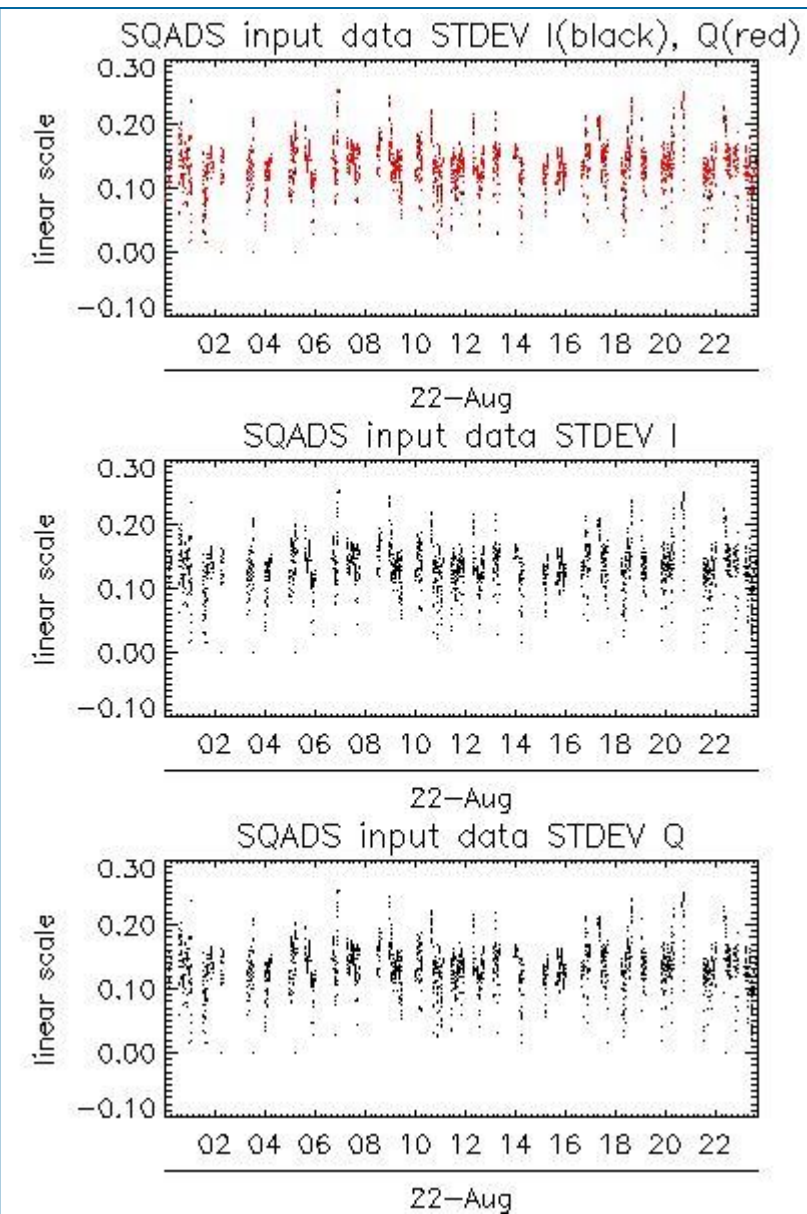 SQADS input data STDEV I(black), Q(red)
0.30
0.20
0.10
0.00
-0.10
linear scale
02 04 06 08 10 12 14 16 18 20 22
22-Aug
SQADS input data STDEV I
0.30
0.20
0.10
0.00
-0.10
linear scale
02 04 06 08 10 12 14 16 18 20 22
22-Aug
SQADS input data STDEV Q
0.30
0.20
0.10
0.00
-0.10
linear scale
02 04 06 08 10 12 14 16 18 20 22
22-Aug